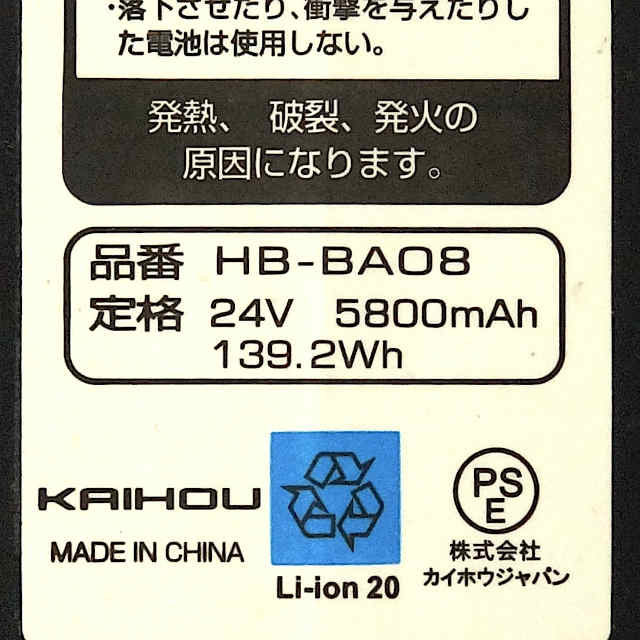 ・落下させたり、衝撃を与えたりし
た電池は使用しない。
発熱、 破裂、発火の
原因になります。
品番 HB-BA08
定格 24V 5800mAh
139.2Wh
KAIHOU
MADE IN CHINA
Li-ion 20
PS
E
株式会社
カイホウジャパン